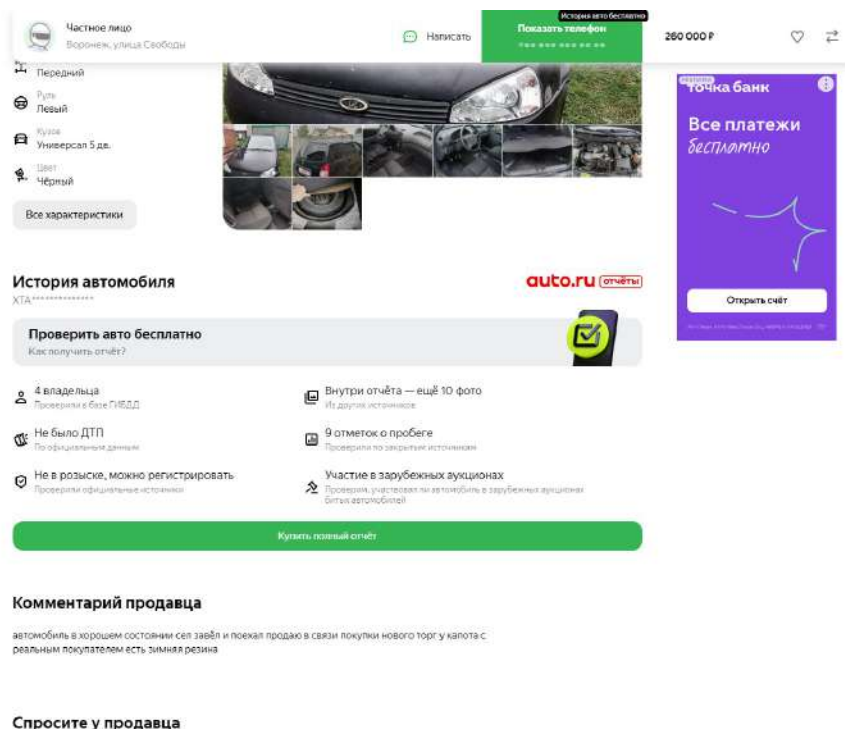 Частное лицо
Воронеж, улица Свободы
Написать
История авто бесплатно
Показать телефон
260 000 ₽
Передний
Руль
Левый
Кузов
Универсал 5 дв.
Цвет
Чёрный
Все характеристики
точка банк
Все платежи
бесплатно
Открыть счёт
История автомобиля
XTA**************
auto.ru отчёты
Проверить авто бесплатно
Как получить отчёт?
4 владельца
Проверили в базе ГИБДД
Внутри отчёта — ещё 10 фото
Из других источников
Не было ДТП
По официальным данным
9 отметок о пробеге
Проверили по закрытым источникам
Не в розыске, можно регистрировать
Проверили официальные источники
Участие в зарубежных аукционах
Проверим, участвовал ли автомобиль в зарубежных аукционах
битых автомобилей
Купить полный отчёт
Комментарий продавца
автомобиль в хорошем состоянии сел завёл и поехал продаю в связи покупки нового торг у капота с
реальным покупателем есть зимняя резина
Спросите у продавца